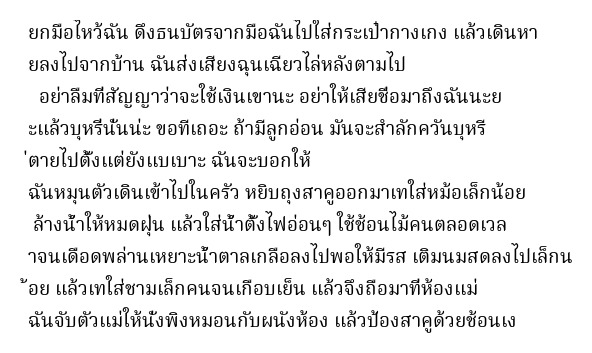 ยกมือไหว้ฉัน ดึงธนบัตรจากมือฉันไปใส่กระเป๋ากางเกง แล้วเดินหา
ยลงไปจากบ้าน ฉันส่งเสียงฉุนเฉียวไล่หลังตามไป
อย่าลืมที่สัญญาว่าจะใช้เงินเขานะ อย่าให้เสียชื่อมาถึงฉันนะย
ะแล้วบุหรี่นั่นน่ะ ขอทีเถอะ ถ้ามีลูกอ่อน มันจะสำลักควันบุหรี
่ตายไปตั้งแต่ยังแบเบาะ ฉันจะบอกให้
ฉันหมุนตัวเดินเข้าไปในครัว หยิบถุงสาคูออกมาเทใส่หม้อเล็กน้อย
ล้างน้ำให้หมดฝุ่น แล้วใส่น้ำตั้งไฟอ่อนๆ ใช้ช้อนไม้คนตลอดเวล
าจนเดือดพล่านเหยาะน้ำตาลเกลือลงไปพอให้มีรส เติมนมสดลงไปเล็กน
้อย แล้วเทใส่ชามเล็กคนจนเกือบเย็น แล้วจึงถือมาที่ห้องแม่
ฉันจับตัวแม่ให้นั่งพิงหมอนกับผนังห้อง แล้วป้องสาคูด้วยช้อนเง